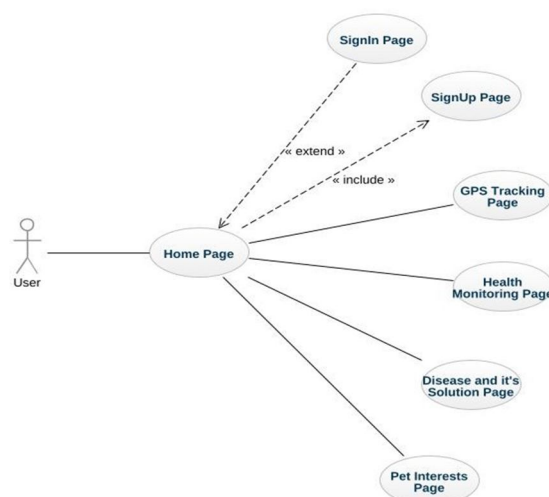 SignIn Page
SignUp Page
« extend »
« include »
GPS Tracking
Page
Home Page
User
Health
Monitoring Page
Disease and it's
Solution Page
Pet Interests
Page